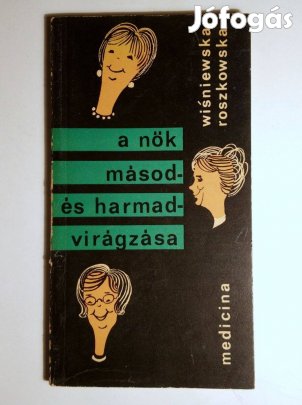 Jófogás
wiśniewska
roszkowska
a nők
másod-
és harmad-
virágzása
medicina